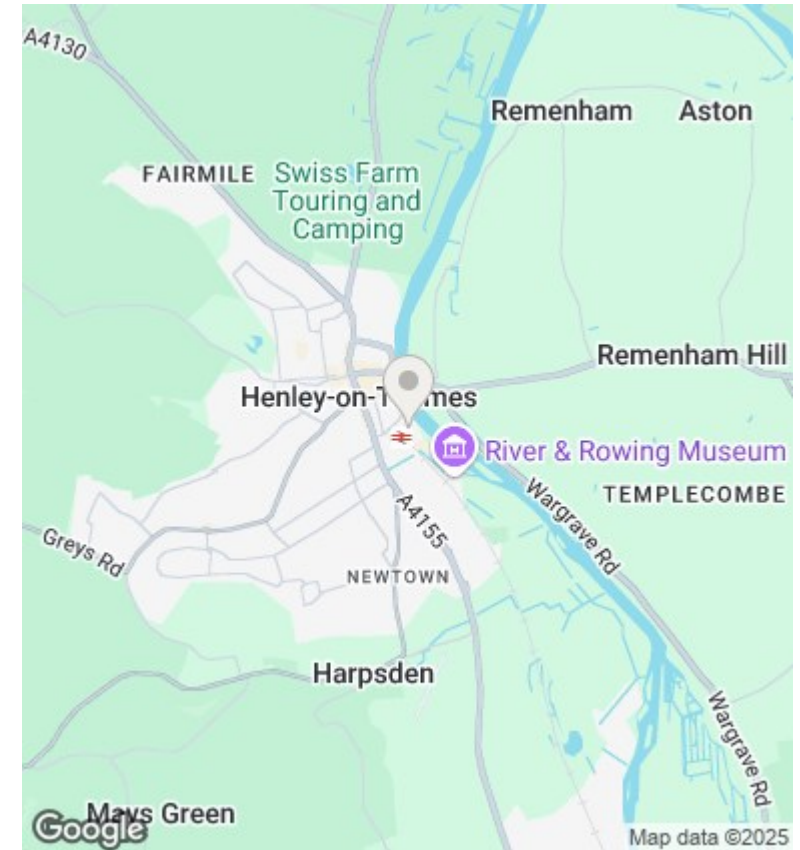 A4130
Remenham
Aston
FAIRMILE
Swiss Farm
Touring and
Camping
Remenham Hill
Henley-on-T mes
River & Rowing Museum
TEMPLECOMBE
Wargrave Rd
A4155
Greys Rd
NEWTOWN
Harpsden
Wargrave Rd
Mays Green
Google
Map data ©2025